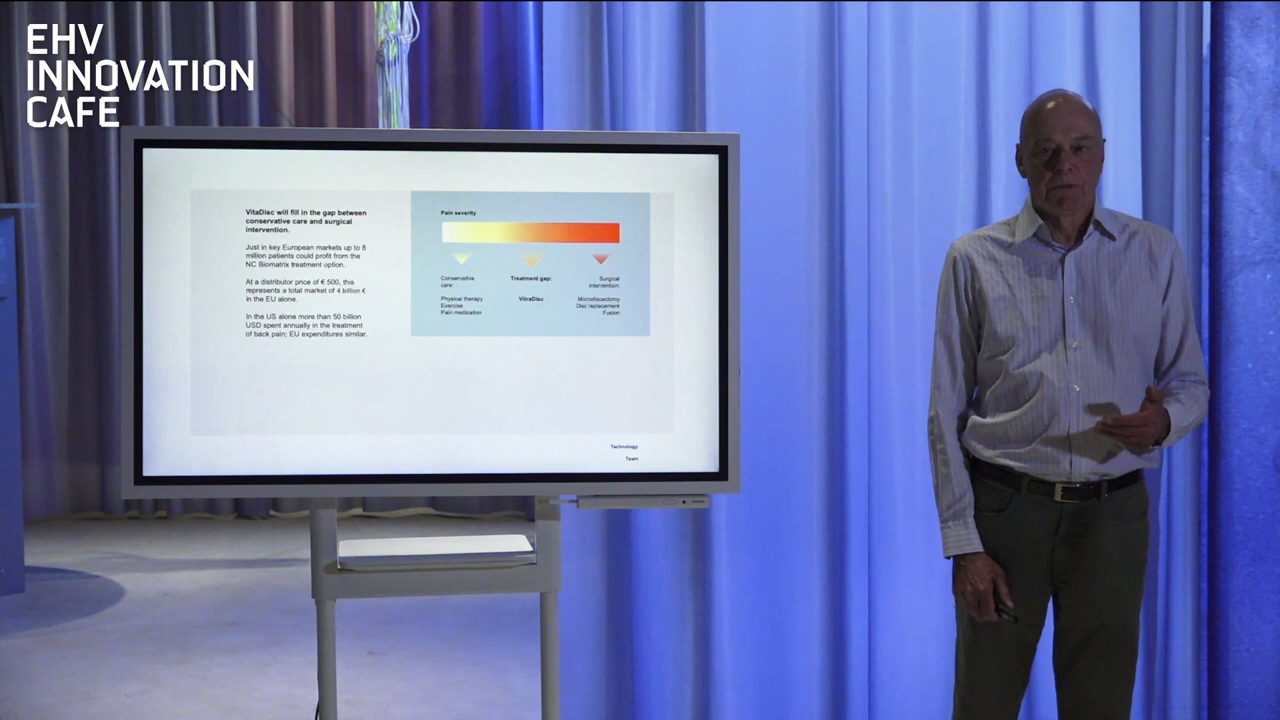 EHV
INNOVATION
CAFE
VitaDisc will fill in the gap between
conservative care and surgical
intervention.
Just in key European markets up to 8
million patients could profit from the
NC Biomatrix treatment option.
At a distributor price of € 500, this
represents a total market of 4 billion €
in the EU alone.
In the US alone more than 50 billion
USD spent annually in the treatment
of back pain; EU expenditures similar.
Pain severity
Conservative
care:
Physical therapy
Exercise
Pain medication
Treatment gap:
VitraDisc
Surgical
intervention:
Microdiscectomy
Disc replacement
Fusion
Technology
Team